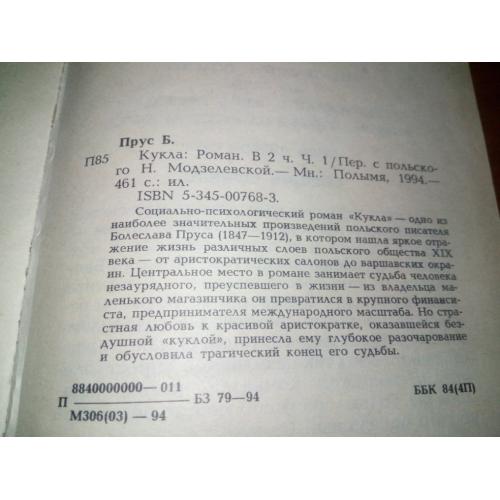 Прус Б.
П85 Кукла: Роман. В 2 ч. Ч. 1/Пер. с польско-
го Н. Модзелевской.— Мн.: Полымя, 1994.—
461 с.: ил.
ISBN 5-345-00768-3.
Социально-психологический роман «Кукла» — одно из
наиболее значительных произведений польского писателя
Болеслава Пруса (1847—1912), в котором нашла яркое отра-
жение жизнь различных слоев польского общества XIX
века — от аристократических салонов до варшавских окра-
ин. Центральное место в романе занимает судьба человека
незаурядного, преуспевшего в жизни — из владельца ма-
ленького магазинчика он превратился в крупного финанси-
ста, предпринимателя международного масштаба. Но стра-
стная любовь к красивой аристократке, оказавшейся без-
душной «куклой», принесла ему глубокое разочарование
и обусловила трагический конец его судьбы.
П 8840000000—011
М306(03) — 94
БЗ 79—94
ББК 84(4П)